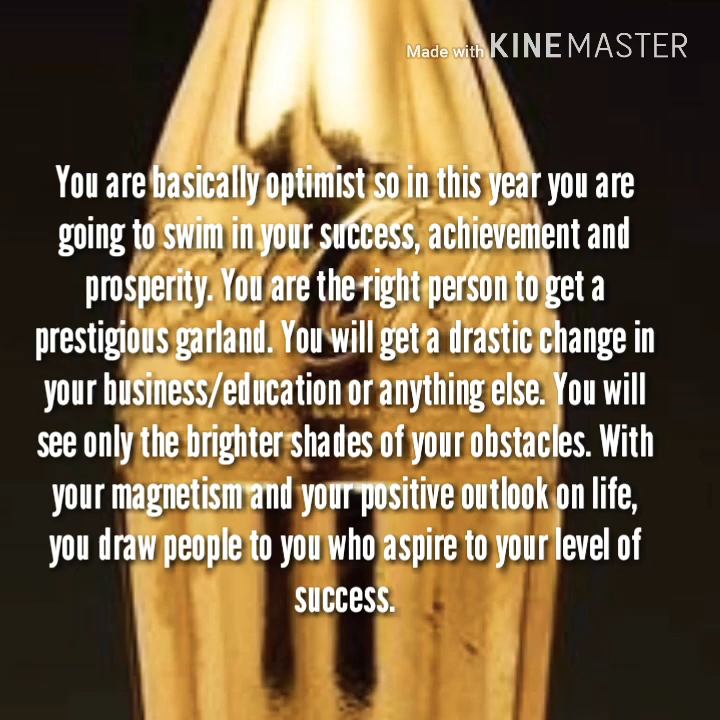 Made with KINEMASTER
You are basically optimist so in this year you are
going to swim in your success, achievement and
prosperity. You are the right person to get a
prestigious garland. You will get a drastic change in
your business/education or anything else. You will
see only the brighter shades of your obstacles. With
your magnetism and your positive outlook on life,
you draw people to you who aspire to your level of
success.